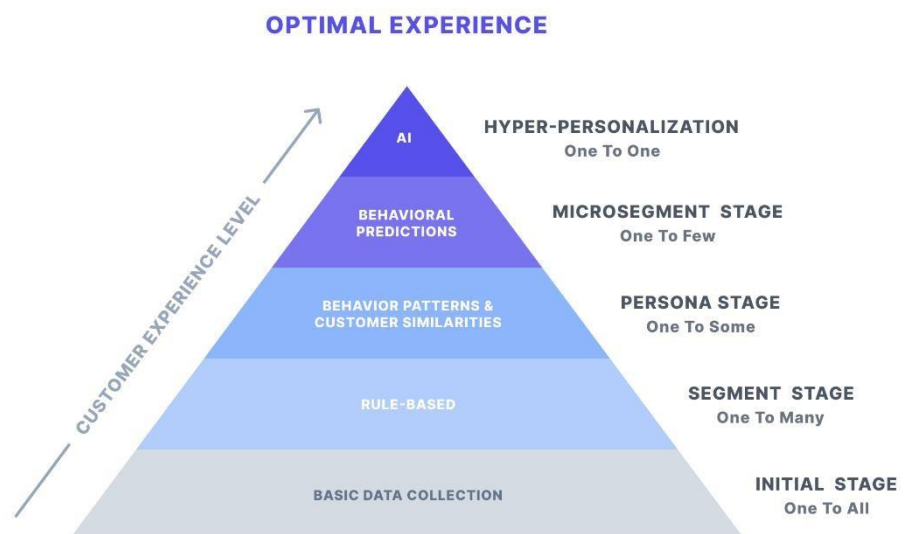 OPTIMAL EXPERIENCE
CUSTOMER EXPERIENCE LEVEL
AI
HYPER-PERSONALIZATION
One To One
BEHAVIORAL
PREDICTIONS
MICROSEGMENT STAGE
One To Few
BEHAVIOR PATTERNS &
CUSTOMER SIMILARITIES
PERSONA STAGE
One To Some
RULE-BASED
SEGMENT STAGE
One To Many
BASIC DATA COLLECTION
INITIAL STAGE
One To All